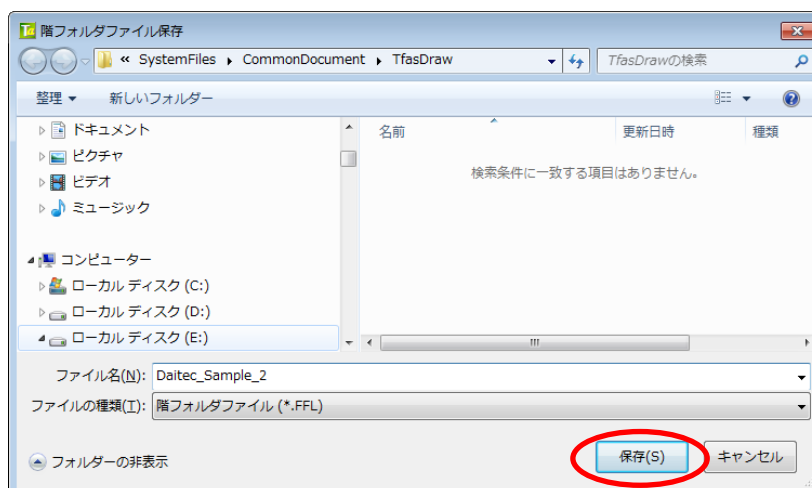 階フォルダファイル保存
« SystemFiles ▸ CommonDocument ▸ TfasDraw
TfasDrawの検索
整理 ▼ 新しいフォルダー
ドキュメント
ピクチャ
ビデオ
ミュージック
コンピューター
ローカル ディスク (C:)
ローカル ディスク (D:)
ローカル ディスク (E:)
名前 更新日時 種類
検索条件に一致する項目はありません。
ファイル名(N): Daitec_Sample_2
ファイルの種類(T): 階フォルダファイル (*.FFL)
フォルダーの非表示
保存(S) キャンセル